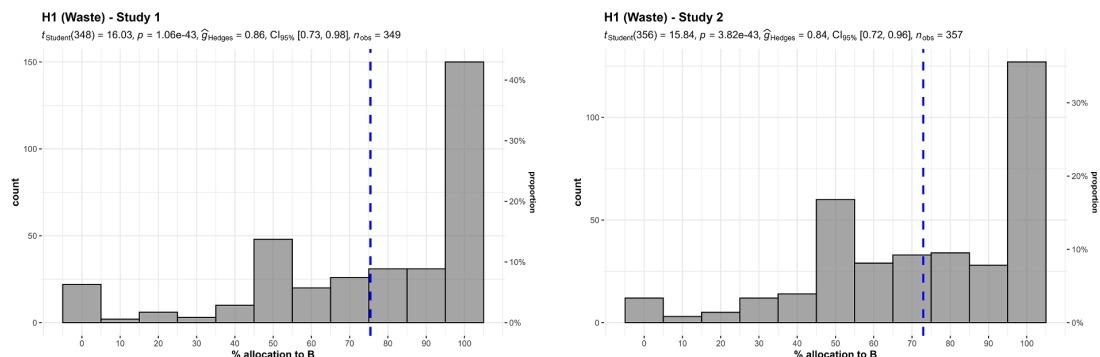 H1 (Waste) - Study 1
t Student(348) = 16.03, p = 1.06e-43, ĝ Hedges = 0.86, CI95% [0.73, 0.98], nobs = 349
150
100
50
0
count
40%
30%
20%
10%
0%
proportion
0 10 20 30 40 50 60 70 80 90 100
% allocation to B
H1 (Waste) - Study 2
t Student(356) = 15.84, p = 3.82e-43, ĝ Hedges = 0.84, CI95% [0.72, 0.96], nobs = 357
100
50
0
count
30%
20%
10%
0%
proportion
0 10 20 30 40 50 60 70 80 90 100
% allocation to B